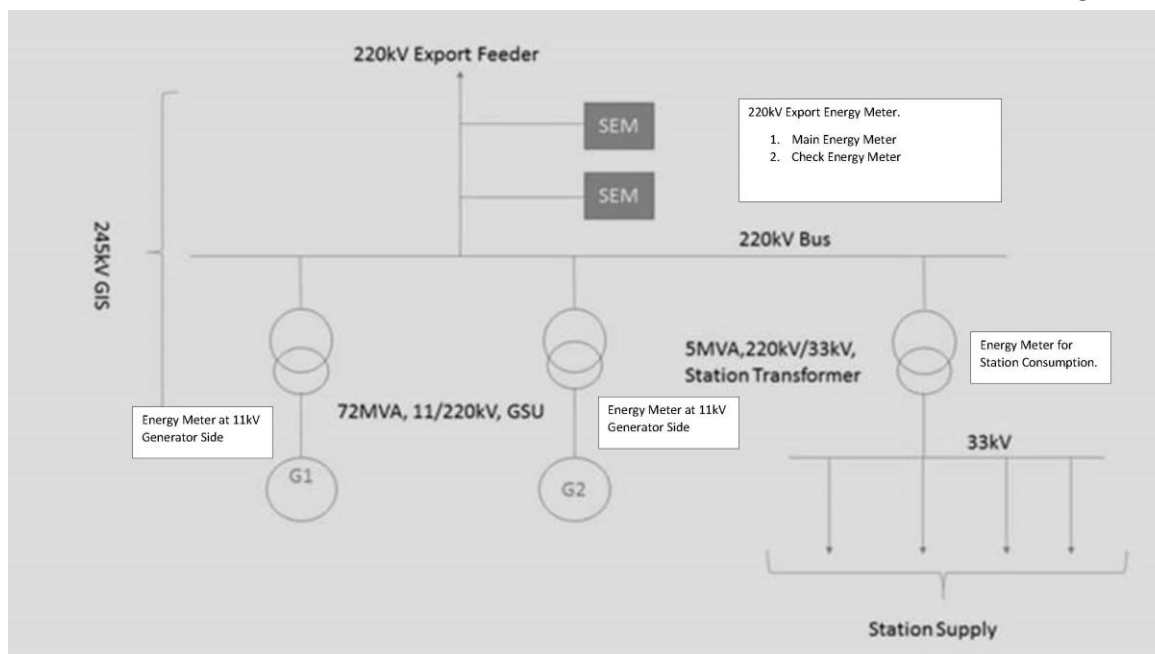 220kV Export Feeder
SEM
220kV Export Energy Meter.
1. Main Energy Meter
2. Check Energy Meter
SEM
245kV GIS
220kV Bus
5MVA,220kV/33kV,
Station Transformer
Energy Meter for
Station Consumption.
Energy Meter at 11kV
Generator Side
72MVA, 11/220kV, GSU
Energy Meter at 11kV
Generator Side
33kV
G1
G2
Station Supply